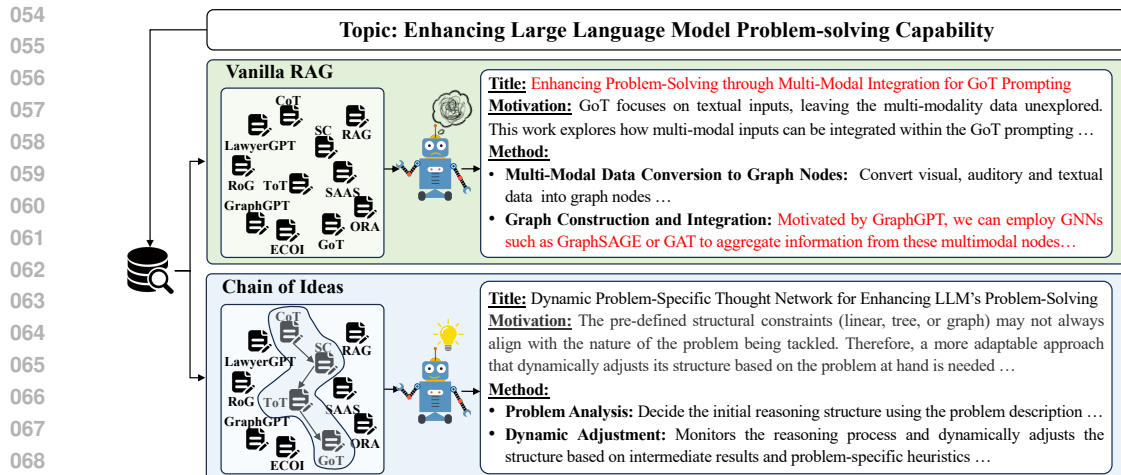 054
055
056
057
058
059
060
061
062
063
064
065
066
067
068
Topic: Enhancing Large Language Model Problem-solving Capability
Vanilla RAG
CoT
SC
RAG
LawyerGPT
RoG
ToT
SAAS
GraphGPT
ECOI
GoT
ORA
Title: Enhancing Problem-Solving through Multi-Modal Integration for GoT Prompting
Motivation: GoT focuses on textual inputs, leaving the multi-modality data unexplored.
This work explores how multi-modal inputs can be integrated within the GoT prompting …
Method:
• Multi-Modal Data Conversion to Graph Nodes: Convert visual, auditory and textual
data into graph nodes …
• Graph Construction and Integration: Motivated by GraphGPT, we can employ GNNs
such as GraphSAGE or GAT to aggregate information from these multimodal nodes…
Chain of Ideas
CoT
SC
RAG
LawyerGPT
RoG
ToT
SAAS
GraphGPT
ECOI
GoT
ORA
Title: Dynamic Problem-Specific Thought Network for Enhancing LLM's Problem-Solving
Motivation: The pre-defined structural constraints (linear, tree, or graph) may not always
align with the nature of the problem being tackled. Therefore, a more adaptable approach
that dynamically adjusts its structure based on the problem at hand is needed …
Method:
• Problem Analysis: Decide the initial reasoning structure using the problem description …
• Dynamic Adjustment: Monitors the reasoning process and dynamically adjusts the
structure based on intermediate results and problem-specific heuristics …